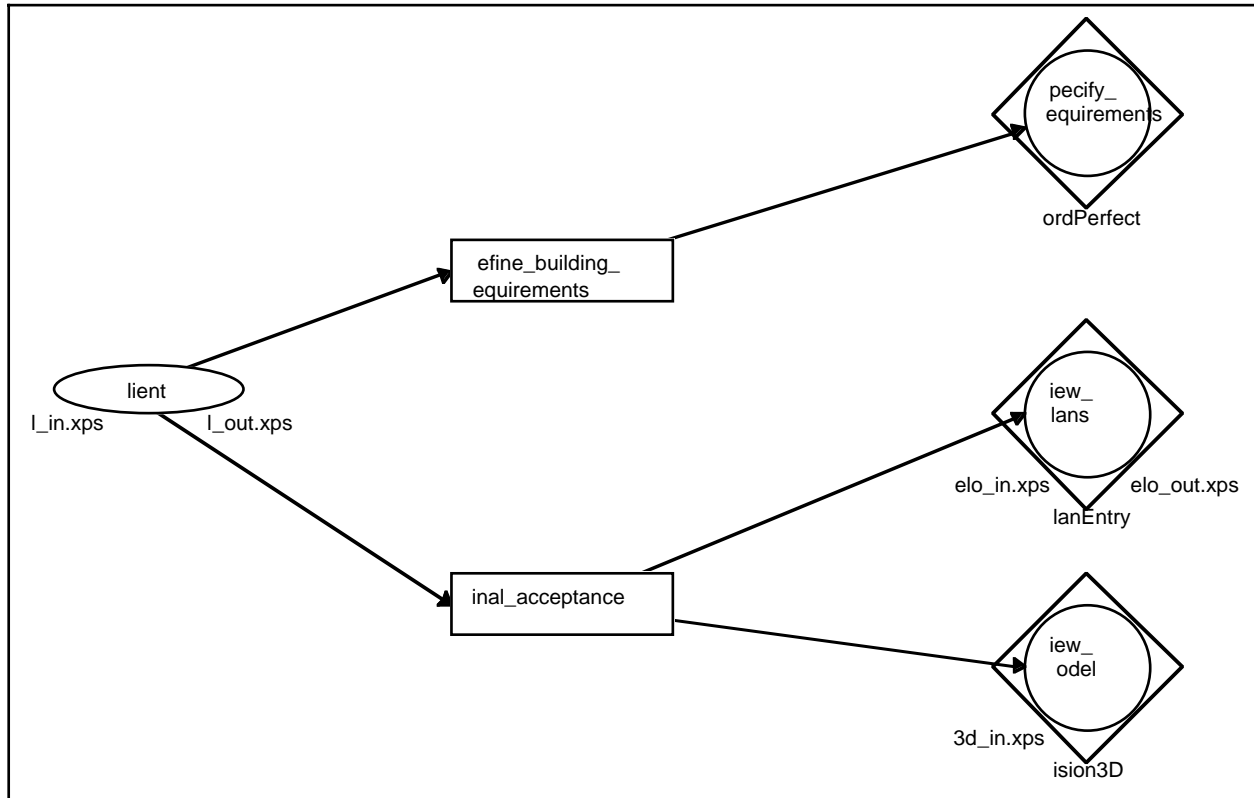 pecify_
equirements
ordPerfect
efine_building_
equirements
lient
l_in.xps
l_out.xps
iew_
lans
elo_in.xps
elo_out.xps
lanEntry
inal_acceptance
iew_
odel
3d_in.xps
ision3D